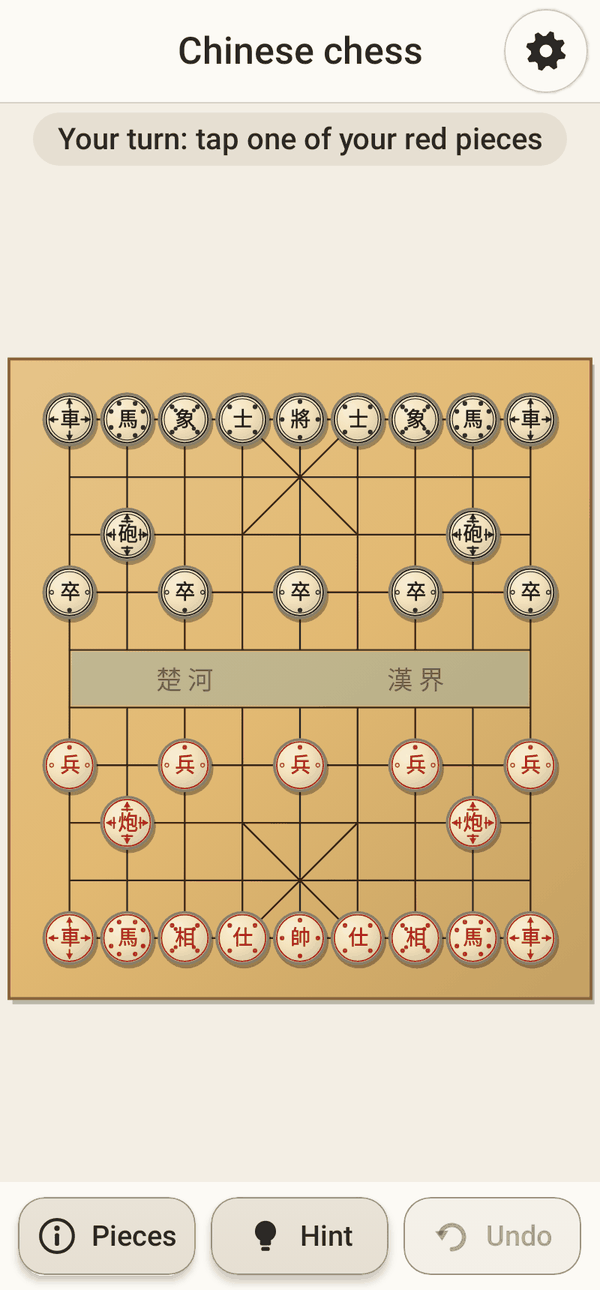 Chinese chess
Your turn: tap one of your red pieces
車 馬 象 士 將 士 象 馬 車
砲 砲
卒 卒 卒 卒 卒
楚河 漢界
兵 兵 兵 兵 兵
炮 炮
車 馬 相 仕 帥 仕 相 馬 車
Pieces Hint Undo